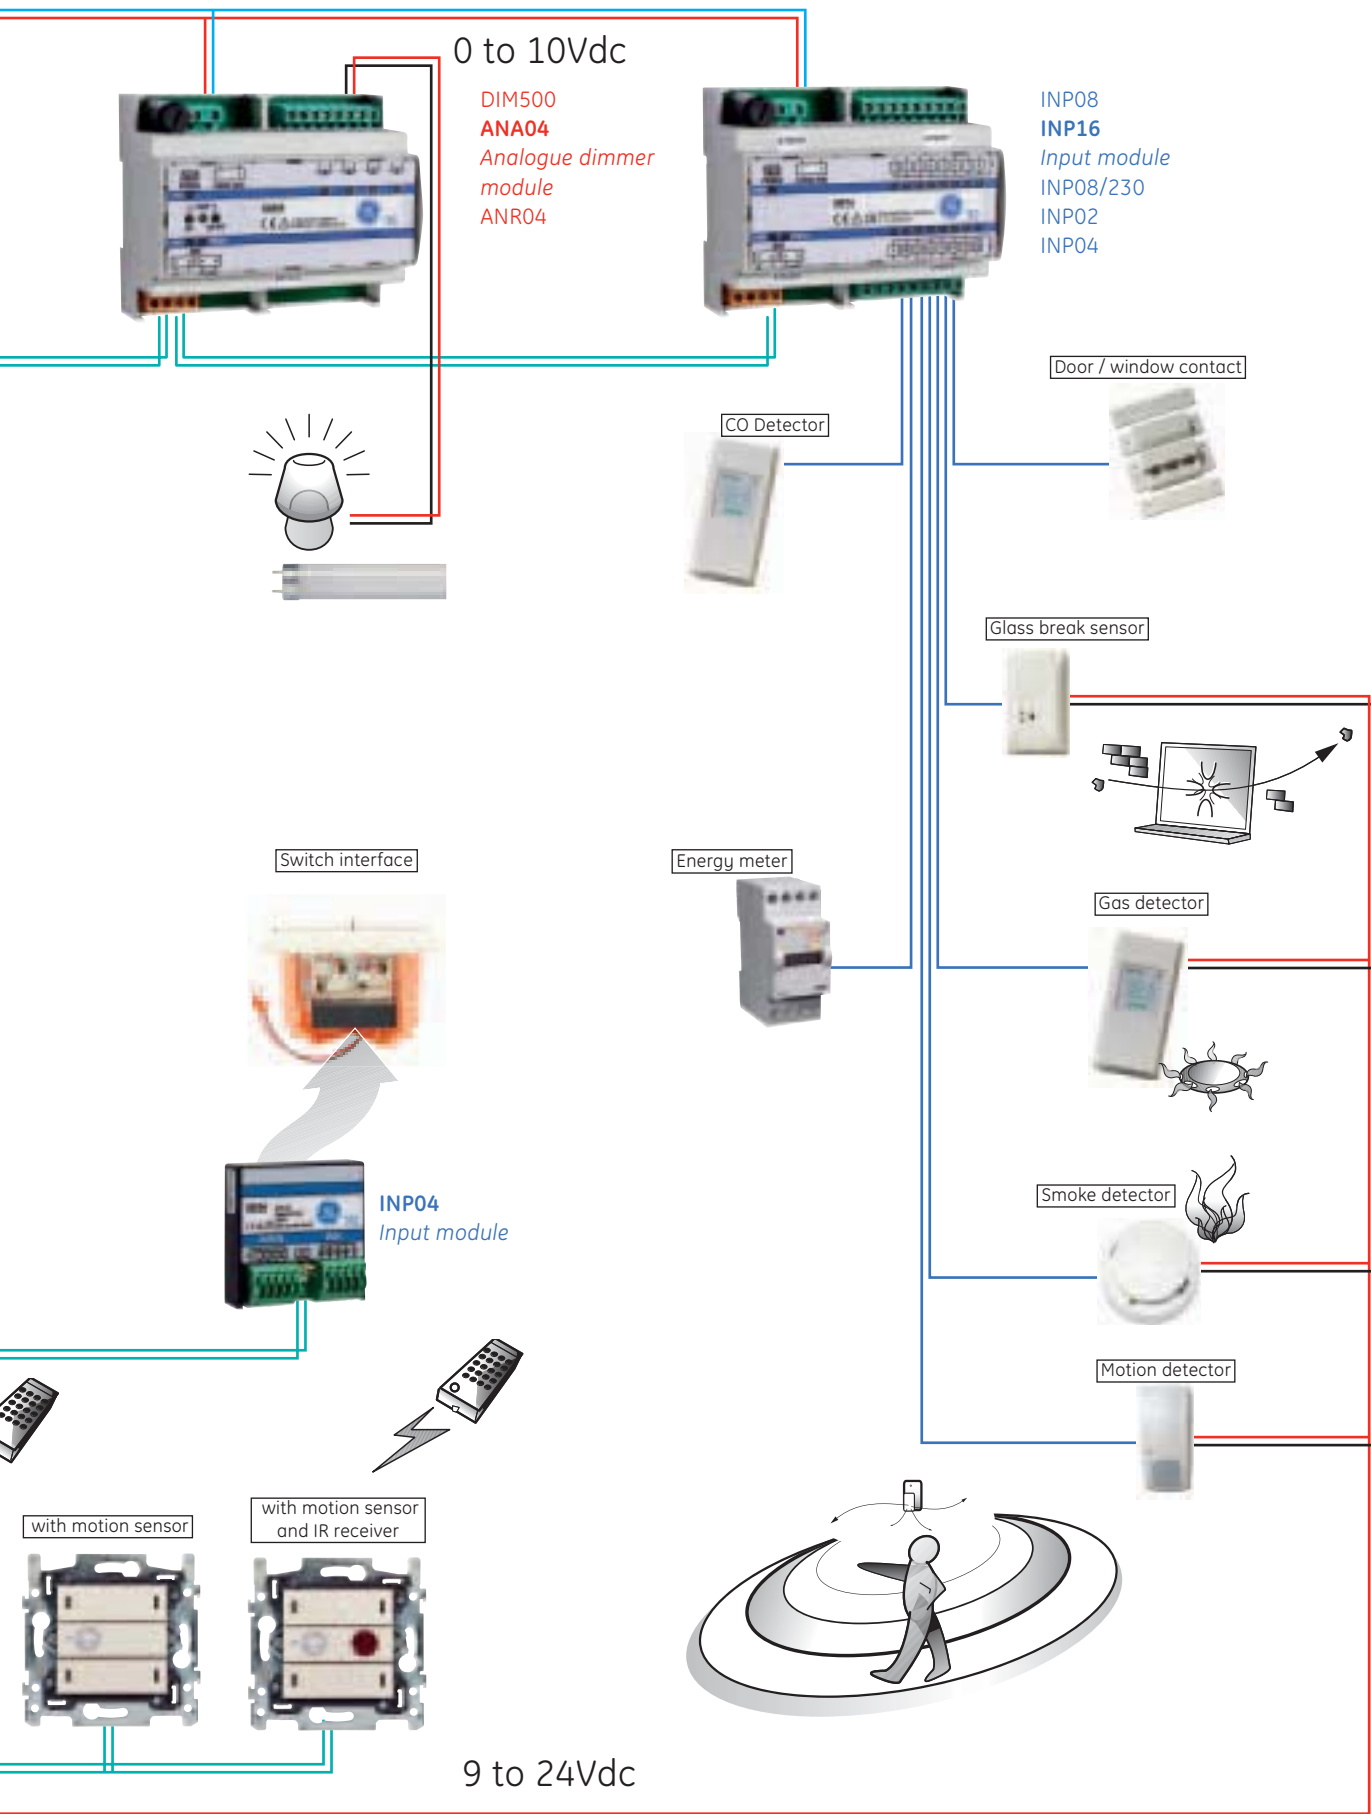 0 to 10Vdc
DIM500
ANA04
Analogue dimmer
module
ANR04
INP08
INP16
Input module
INP08/230
INP02
INP04
Door / window contact
CO Detector
Glass break sensor
Switch interface
Energy meter
Gas detector
INP04
Input module
Smoke detector
Motion detector
with motion sensor
with motion sensor
and IR receiver
9 to 24Vdc